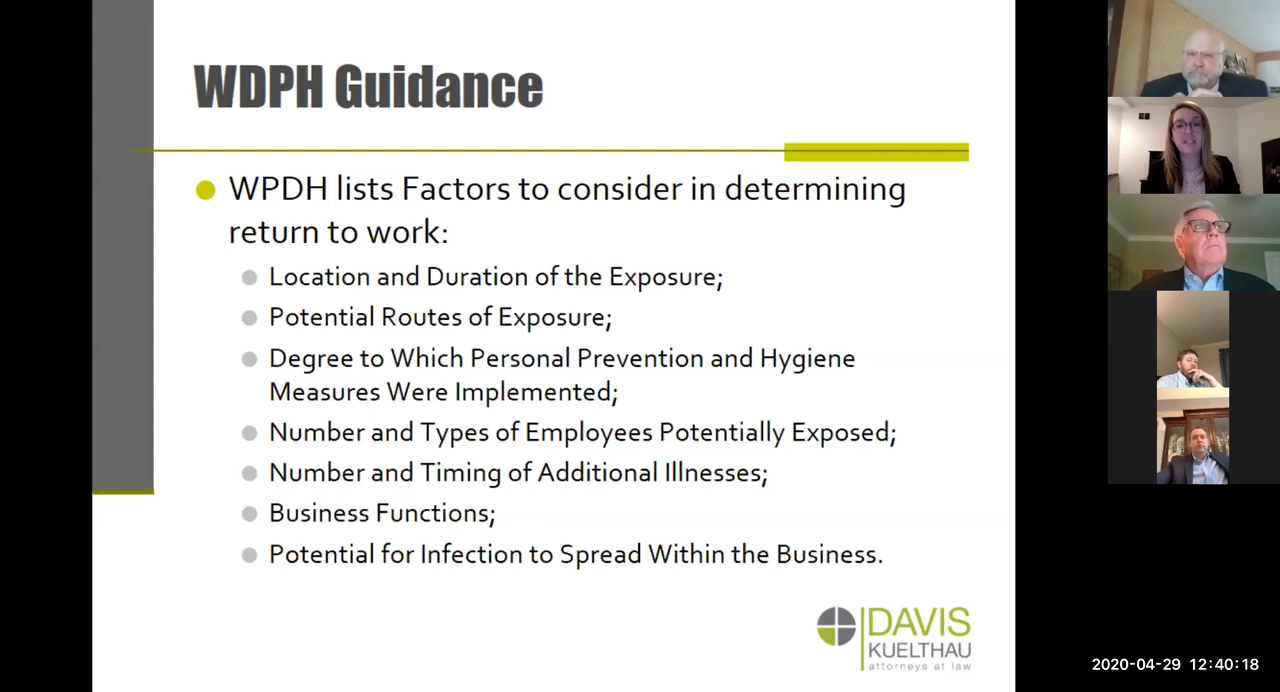 WDPH Guidance
WPDH lists Factors to consider in determining
return to work:
Location and Duration of the Exposure;
Potential Routes of Exposure;
Degree to Which Personal Prevention and Hygiene
Measures Were Implemented;
Number and Types of Employees Potentially Exposed;
Number and Timing of Additional Illnesses;
Business Functions;
Potential for Infection to Spread Within the Business.
DAVIS
KUELTHAU
attorneys at law
2020-04-29 12:40:18